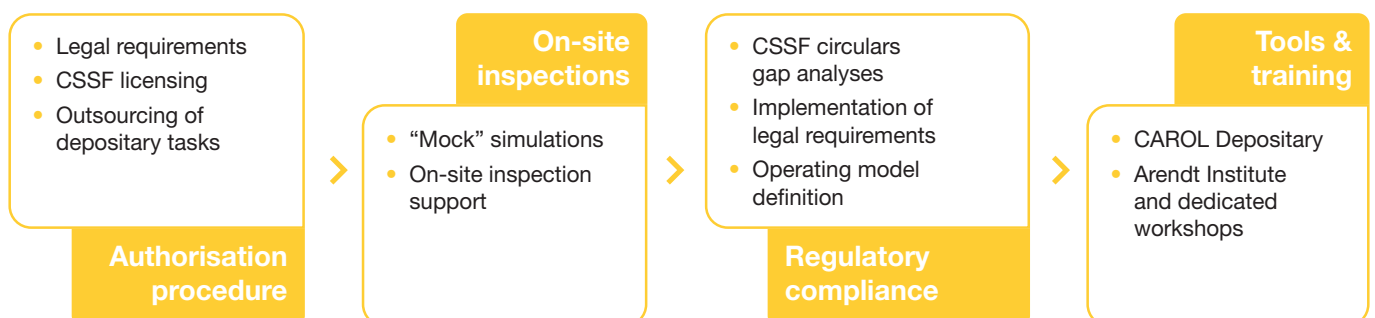 • Legal requirements
• CSSF licensing
• Outsourcing of
depositary tasks
Authorisation
procedure
On-site
inspections
• “Mock” simulations
• On-site inspection
support
• CSSF circulars
gap analyses
• Implementation of
legal requirements
• Operating model
definition
Regulatory
compliance
Tools &
training
• CAROL Depositary
• Arendt Institute
and dedicated
workshops